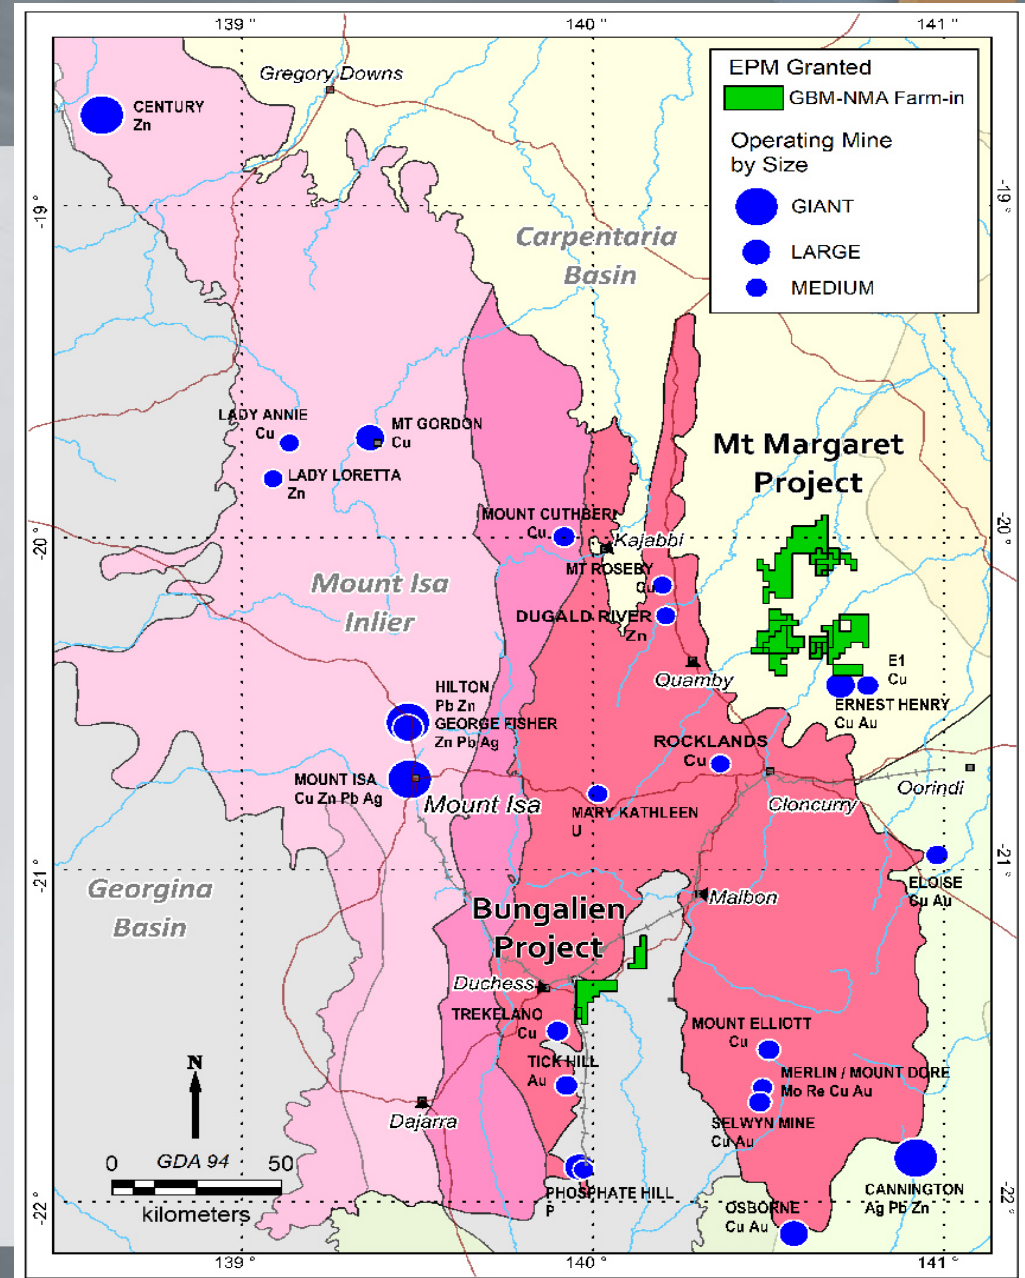 139 °
140 °
141 °
Gregory Downs
EPM Granted
GBM-NMA Farm-in
Operating Mine
by Size
GIANT
LARGE
MEDIUM
CENTURY
Zn
-19 °
-19 °
Carpentaria
Basin
LADY ANNIE
Cu
MT GORDON
Cu
LADY LORETTA
Zn
Mt Margaret
Project
MOUNT CUTHBERT
Cu
-20 °
-20 °
Kajabbi
MT ROSEBY
Cu
Mount Isa
Inlier
DUGALD RIVER
Zn
Quamby
E1
Cu
ERNEST HENRY
Cu Au
HILTON
Pb Zn
GEORGE FISHER
Zn Pb Ag
ROCKLANDS
Cu
MOUNT ISA
Cu Zn Pb Ag
Mount Isa
Oorindi
Cloncurry
MARY KATHLEEN
U
-21 °
-21 °
ELOISE
Cu Au
Georgina
Basin
Malbon
Bungalien
Project
Duchess
TREKELANO
Cu
MOUNT ELLIOTT
Cu
TICK HILL
Au
MERLIN / MOUNT DORE
Mo Re Cu Au
N
Dajarra
SELWYN MINE
Cu Au
0 GDA 94 50
kilometers
PHOSPHATE HILL
P
CANNINGTON
Ag Pb Zn
-22 °
-22 °
OSBORNE
Cu Au
139 °
140 °
141 °